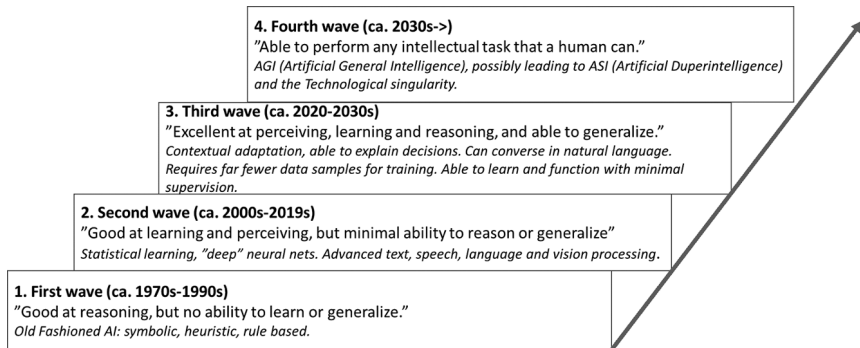 4. Fourth wave (ca. 2030s->)
”Able to perform any intellectual task that a human can.”
AGI (Artificial General Intelligence), possibly leading to ASI (Artificial Duperintelligence)
and the Technological singularity.
3. Third wave (ca. 2020-2030s)
”Excellent at perceiving, learning and reasoning, and able to generalize.”
Contextual adaptation, able to explain decisions. Can converse in natural language.
Requires far fewer data samples for training. Able to learn and function with minimal
supervision.
2. Second wave (ca. 2000s-2019s)
“Good at learning and perceiving, but minimal ability to reason or generalize”
Statistical learning, ”deep” neural nets. Advanced text, speech, language and vision processing.
1. First wave (ca. 1970s-1990s)
”Good at reasoning, but no ability to learn or generalize.”
Old Fashioned AI: symbolic, heuristic, rule based.